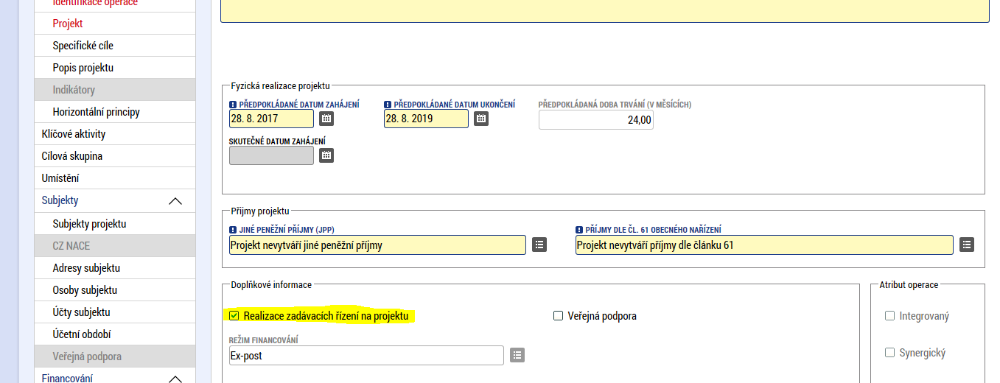 Identifikace operace
Projekt
Specifické cíle
Popis projektu
Indikátory
Horizontální principy
Klíčové aktivity
Cílová skupina
Umístění
Subjekty
Subjekty projektu
CZ NACE
Adresy subjektu
Osoby subjektu
Účty subjektu
Účetní období
Veřejná podpora
Financování
Fyzická realizace projektu
PŘEDPOKLÁDANÉ DATUM ZAHÁJENÍ
28. 8. 2017
PŘEDPOKLÁDANÉ DATUM UKONČENÍ
28. 8. 2019
PŘEDPOKLÁDANÁ DOBA TRVÁNÍ (V MĚSÍCÍCH)
24,00
SKUTEČNÉ DATUM ZAHÁJENÍ
Příjmy projektu
JINÉ PENĚŽNÍ PŘÍJMY (JPP)
Projekt nevytváří jiné peněžní příjmy
PŘÍJMY DLE ČL. 61 OBECNÉHO NAŘÍZENÍ
Projekt nevytváří příjmy dle článku 61
Doplňkové informace
Realizace zadávacích řízení na projektu
Veřejná podpora
REŽIM FINANCOVÁNÍ
Ex-post
Atribut operace
Integrovaný
Synergický